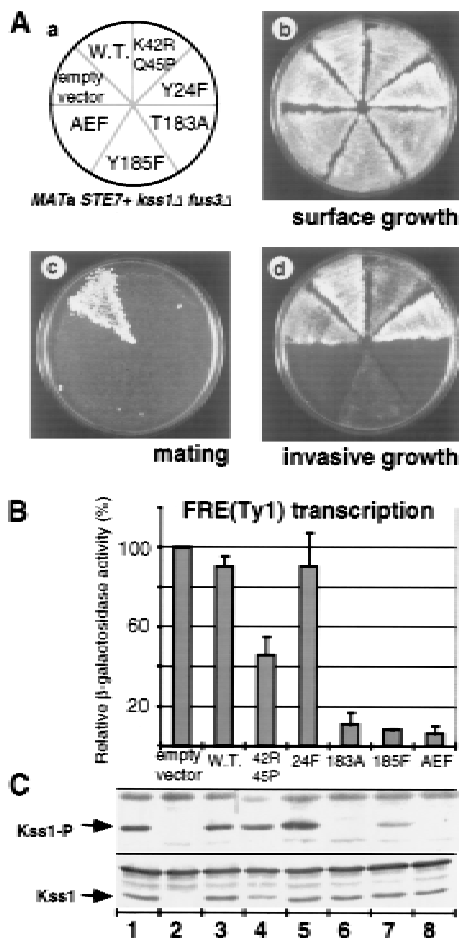 A
a
W.T.
K42R
Q45P
empty
vector
Y24F
AEF
T183A
Y185F
MATa STE7+ kss1Δ fus3Δ
b
surface growth
c
mating
d
invasive growth
B
FRE(Ty1) transcription
Relative β-galactosidase activity (%)
100
60
20
empty
vector
W.T.
42R
45P
24F
183A
185F
AEF
C
Kss1-P
Kss1
1 2 3 4 5 6 7 8